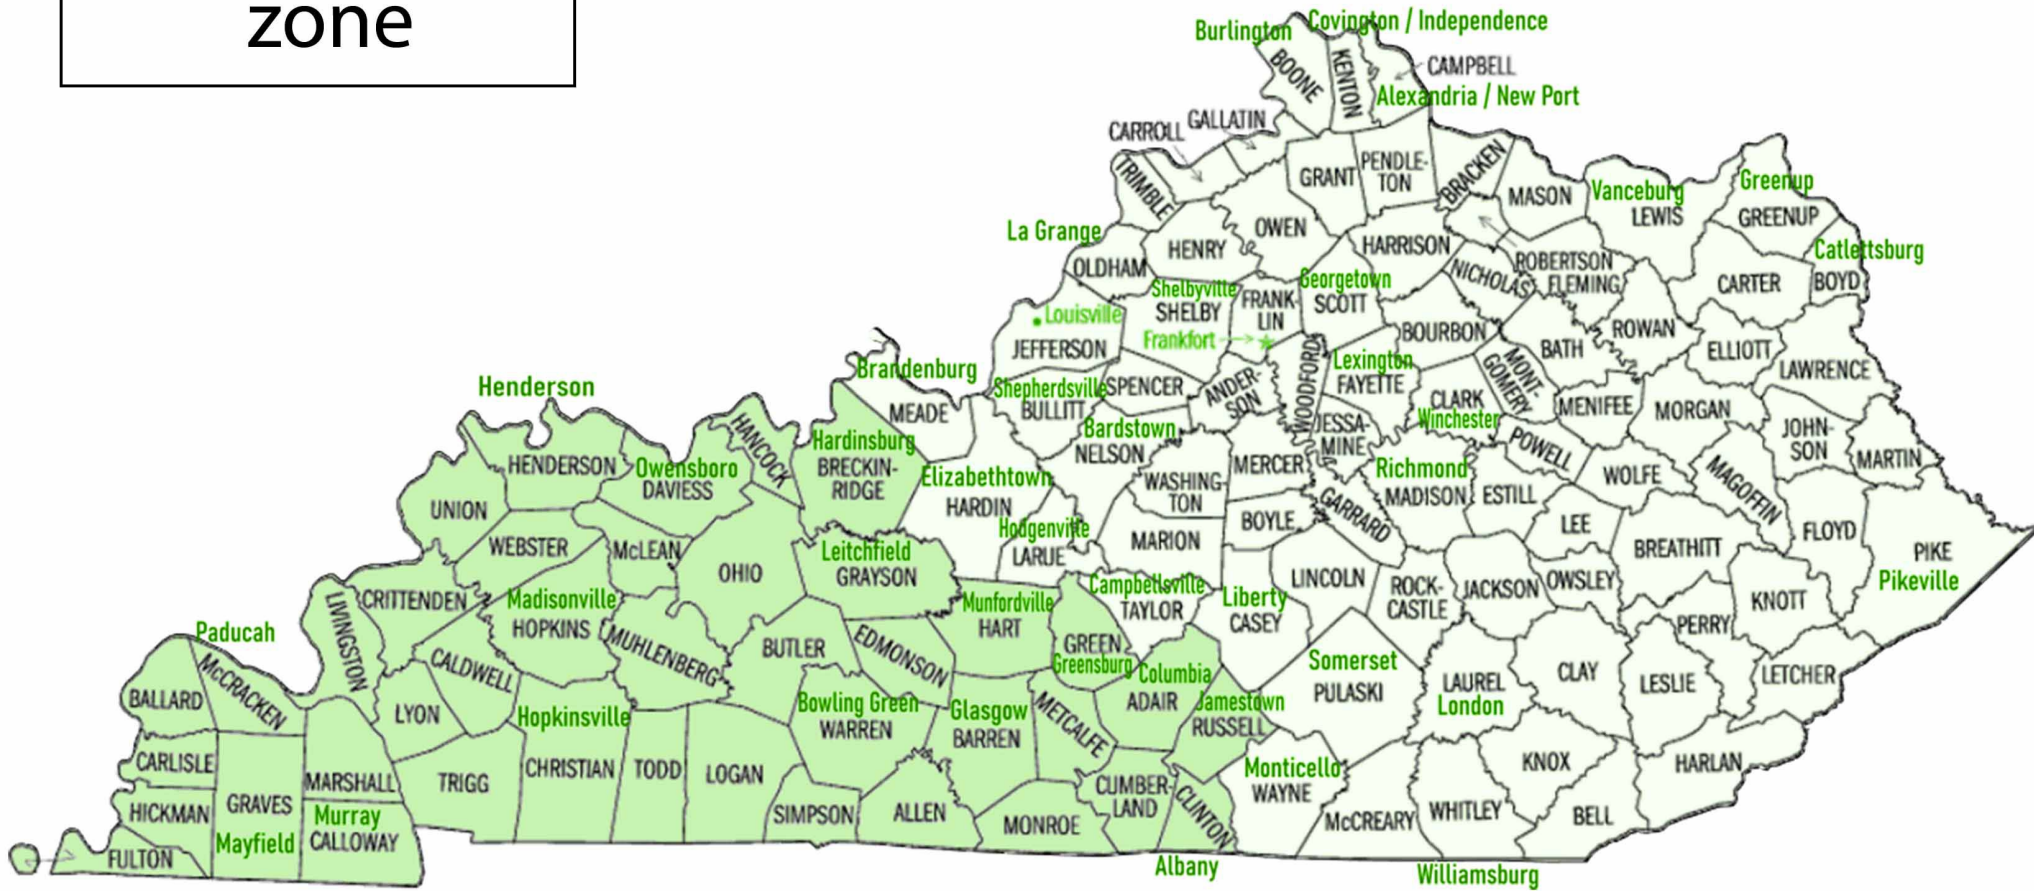 zone
Burlington
Covington / Independence
BOONE
KENTON
CAMPBELL
Alexandria / New Port
CARROLL
GALLATIN
TRIMBLE
GRANT
PENDLE-
TON
BRACKEN
MASON
Vanceburg
LEWIS
Greenup
GREENUP
La Grange
OLDHAM
HENRY
OWEN
HARRISON
ROBERTSON
NICHOLAS
FLEMING
CARTER
Catlettsburg
BOYD
Louisville
JEFFERSON
Shelbyville
SHELBY
FRANK-
LIN
Frankfort
Georgetown
SCOTT
BOURBON
BATH
ROWAN
ELLIOTT
LAWRENCE
Brandenburg
MEADE
Shepherdsville
BULLITT
SPENCER
ANDER-
SON
WOODFORD
Lexington
FAYETTE
CLARK
Winchester
MONT-
GOMERY
MENIFEE
MORGAN
JOHN-
SON
MARTIN
Henderson
HENDERSON
HANCOCK
Hardinsburg
BRECKIN-
RIDGE
Owensboro
DAVIESS
UNION
WEBSTER
McLEAN
OHIO
Elizabethtown
HARDIN
Hodgenville
LARUE
Bardstown
NELSON
WASHING-
TON
MERCER
JESSA-
MINE
Richmond
MADISON
ESTILL
POWELL
WOLFE
MAGOFFIN
FLOYD
PIKE
Pikeville
MARION
BOYLE
GARRARD
LEE
BREATHITT
Leitchfield
GRAYSON
LINCOLN
ROCK-
CASTLE
JACKSON
OWSLEY
KNOTT
PERRY
LETCHER
Paducah
BALLARD
McCRACKEN
LIVINGSTON
CRITTENDEN
Madisonville
HOPKINS
CALDWELL
MUHLENBERG
BUTLER
EDMONSON
Munfordville
HART
GREEN
Greensburg
Campbellsville
TAYLOR
Liberty
CASEY
Somerset
PULASKI
LAUREL
London
CLAY
LESLIE
LYON
Hopkinsville
CHRISTIAN
TODD
LOGAN
Bowling Green
WARREN
Glasgow
BARREN
METCALFE
Columbia
ADAIR
Jamestown
RUSSELL
CARLISLE
HICKMAN
FULTON
GRAVES
Mayfield
MARSHALL
Murray
CALLOWAY
TRIGG
SIMPSON
ALLEN
MONROE
CUMBER-
LAND
CLINTON
Albany
Monticello
WAYNE
McCREARY
WHITLEY
Williamsburg
KNOX
BELL
HARLAN